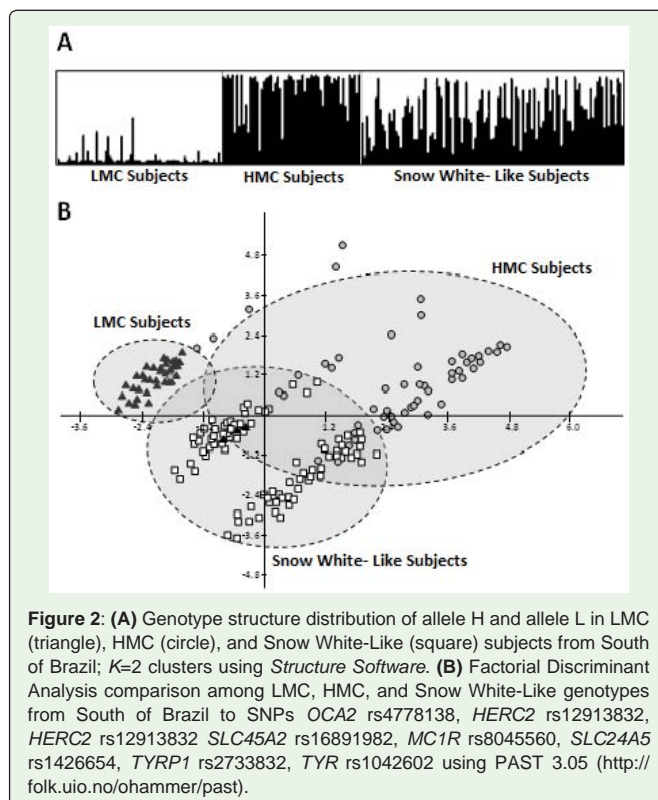 A
LMC Subjects HMC Subjects Snow White- Like Subjects
B
4.8
HMC Subjects
3.6
LMC Subjects
2.4
1.2
-3.6 -2.4 1.2 3.6 4.8 6.0
-1.2
-2.4
-3.6
Snow White- Like Subjects
-4.8
Figure 2: (A) Genotype structure distribution of allele H and allele L in LMC
(triangle), HMC (circle), and Snow White-Like (square) subjects from South
of Brazil; K=2 clusters using Structure Software. (B) Factorial Discriminant
Analysis comparison among LMC, HMC, and Snow White-Like genotypes
from South of Brazil to SNPs OCA2 rs4778138, HERC2 rs12913832,
HERC2 rs12913832 SLC45A2 rs16891982, MC1R rs8045560, SLC24A5
rs1426654, TYRP1 rs2733832, TYR rs1042602 using PAST 3.05 (http://
folk.uio.no/ohammer/past).